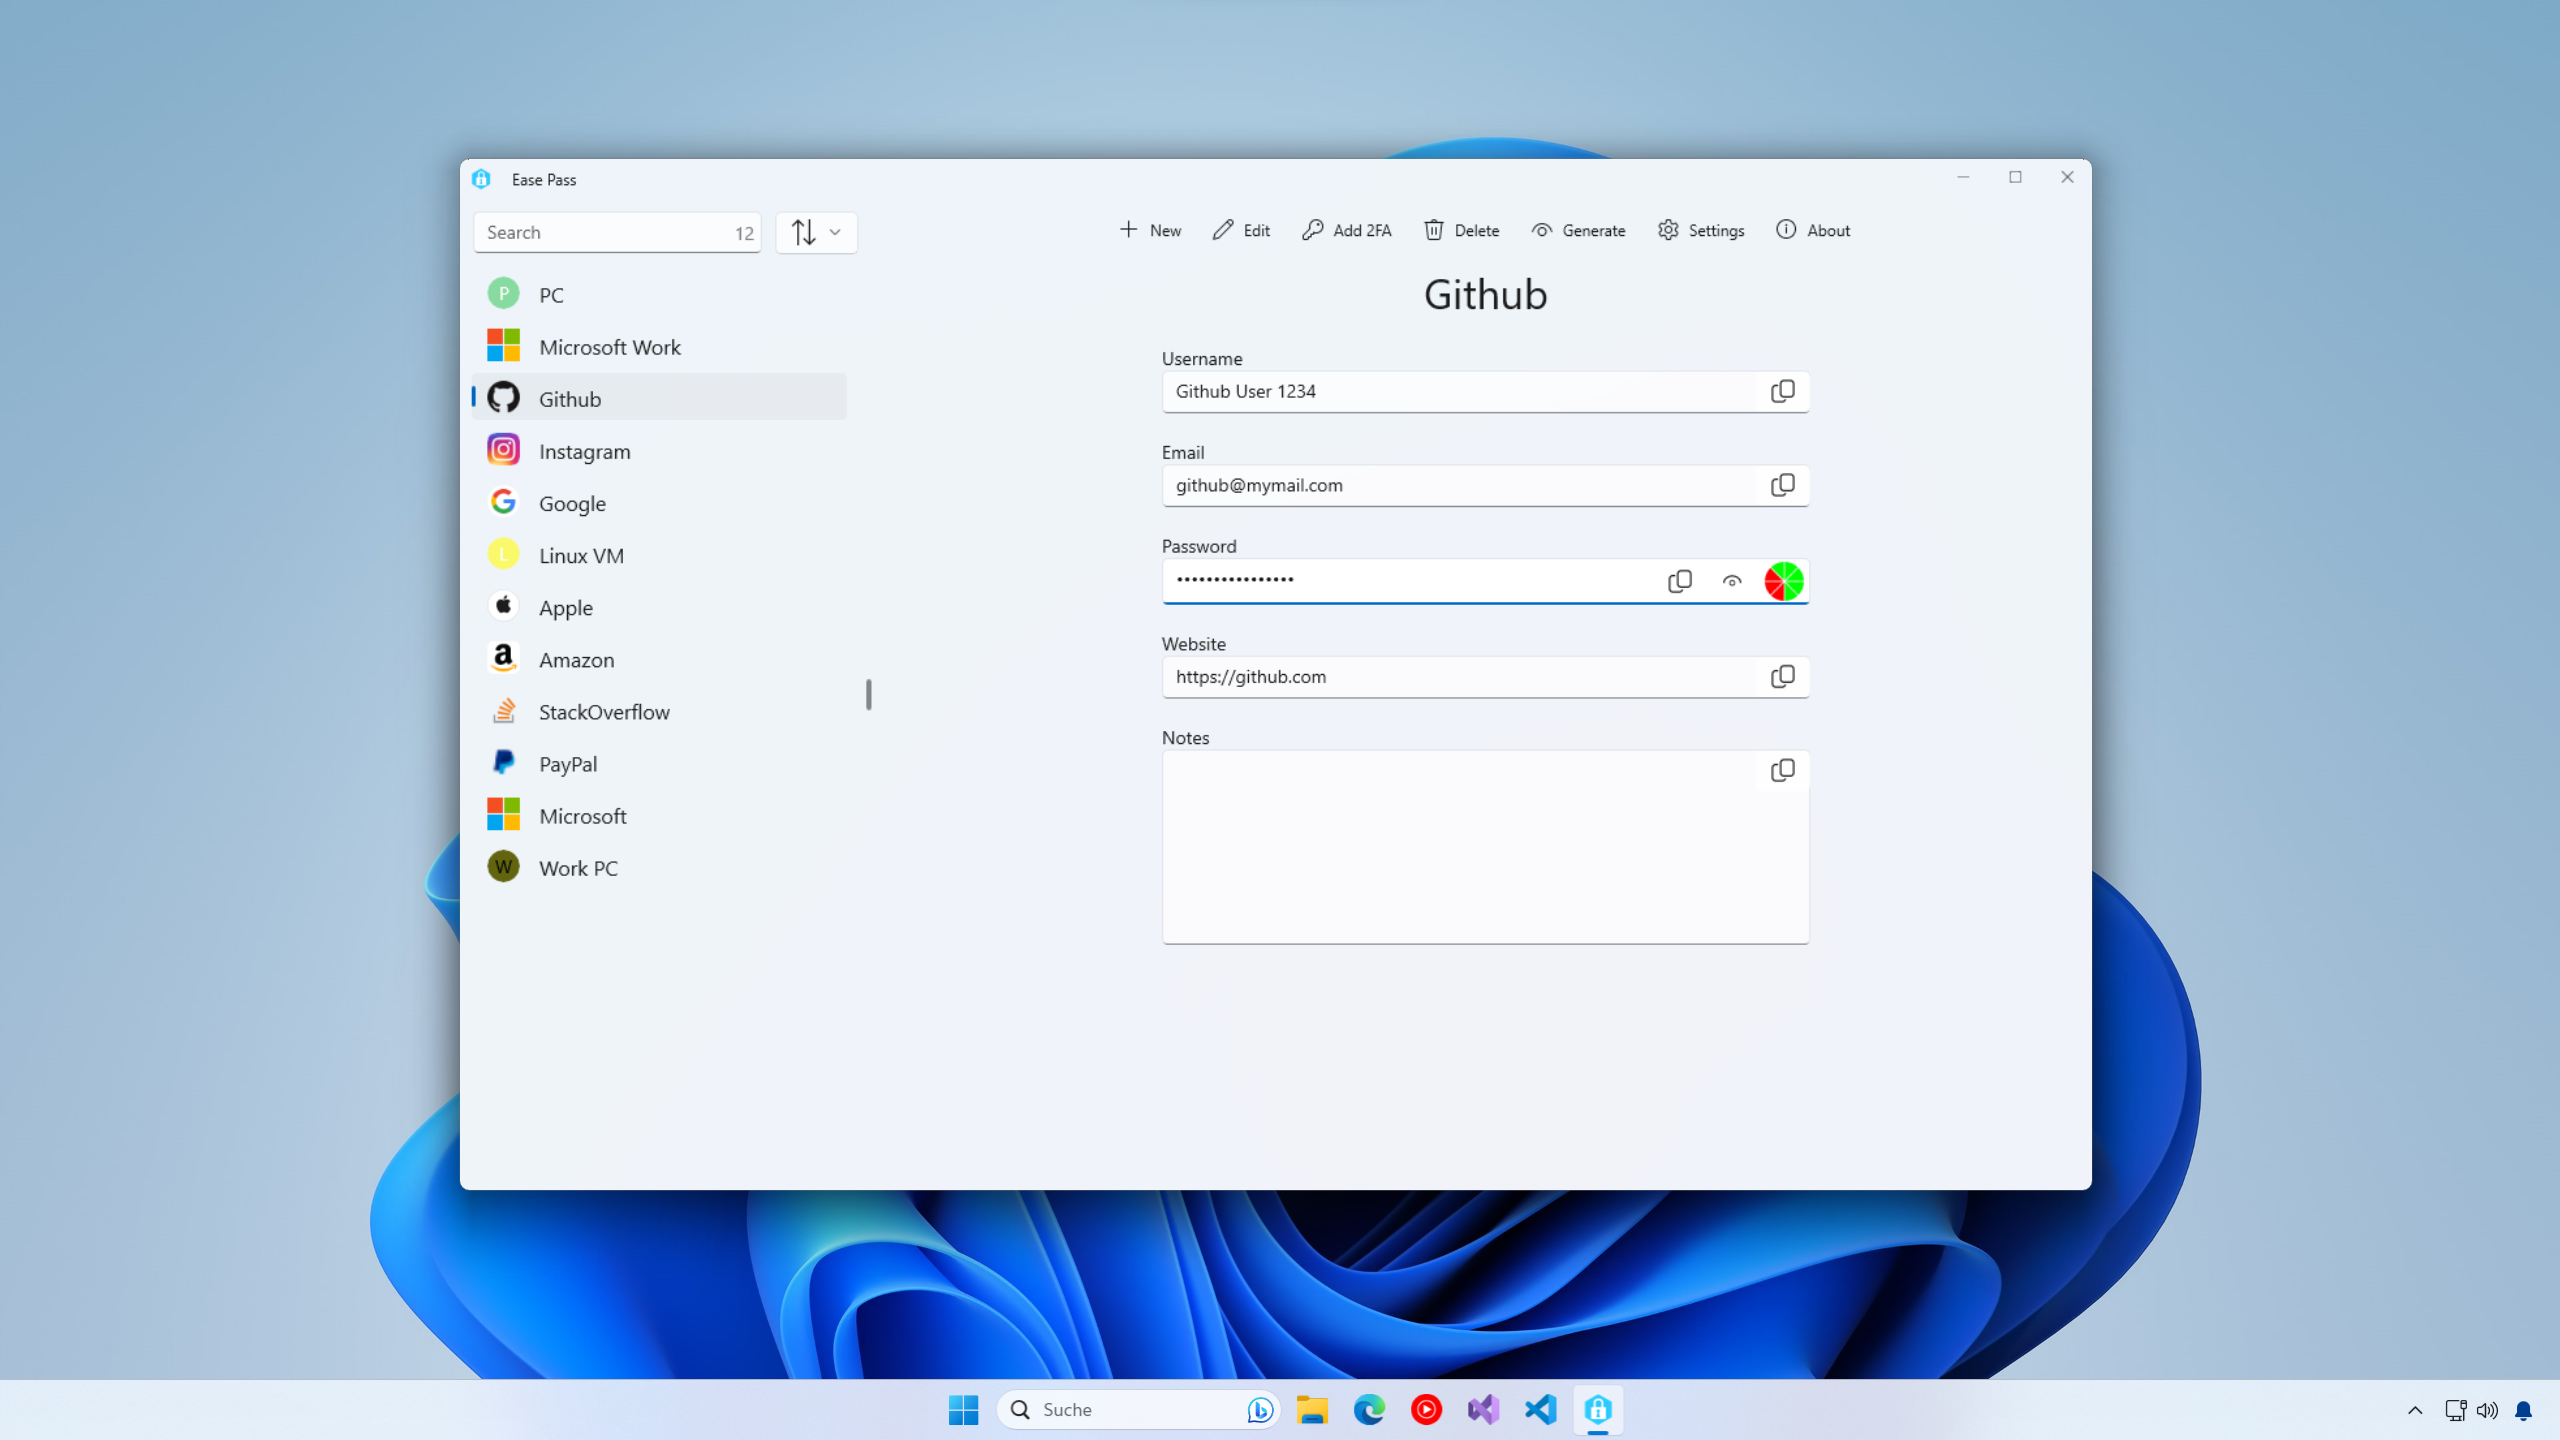 Ease Pass
Search 12
New Edit Add 2FA Delete Generate Settings About
P PC
Microsoft Work
Github
Instagram
Google
L Linux VM
Apple
Amazon
StackOverflow
PayPal
Microsoft
W Work PC
Github
Username
Github User 1234
Email
github@mymail.com
Password
••••••••••••••••
Website
https://github.com
Notes
Suche